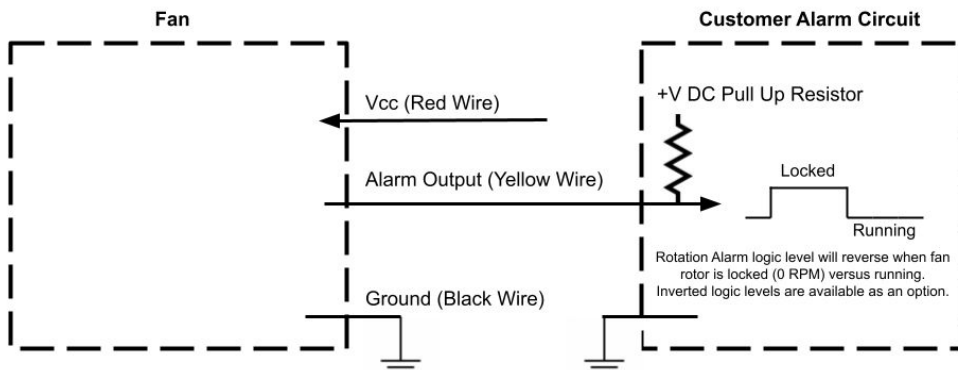 Fan
Customer Alarm Circuit
Vcc (Red Wire)
+V DC Pull Up Resistor
Alarm Output (Yellow Wire)
Locked
Running
Rotation Alarm logic level will reverse when fan
rotor is locked (0 RPM) versus running.
Inverted logic levels are available as an option.
Ground (Black Wire)